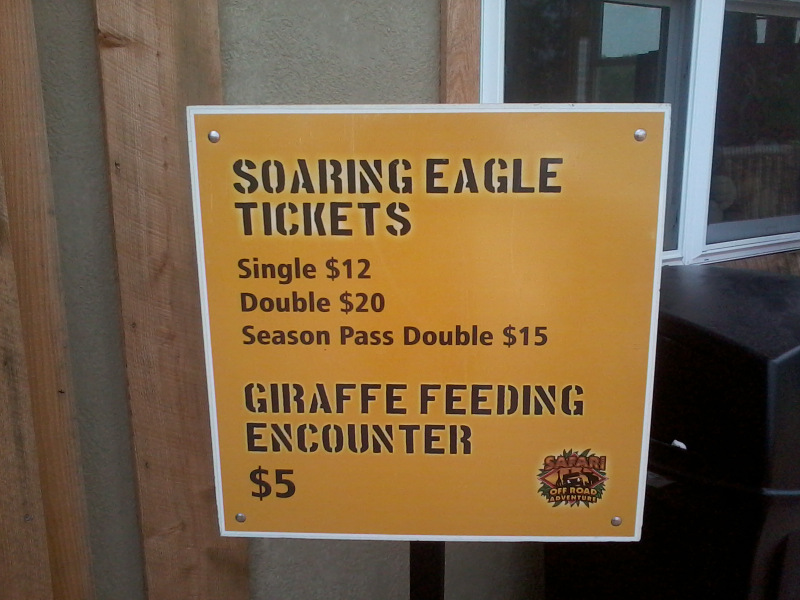 SOARING EAGLE
TICKETS
Single $12
Double $20
Season Pass Double $15
GIRAFFE FEEDING
ENCOUNTER
$5
SAFARI
OFF ROAD
ADVENTURE